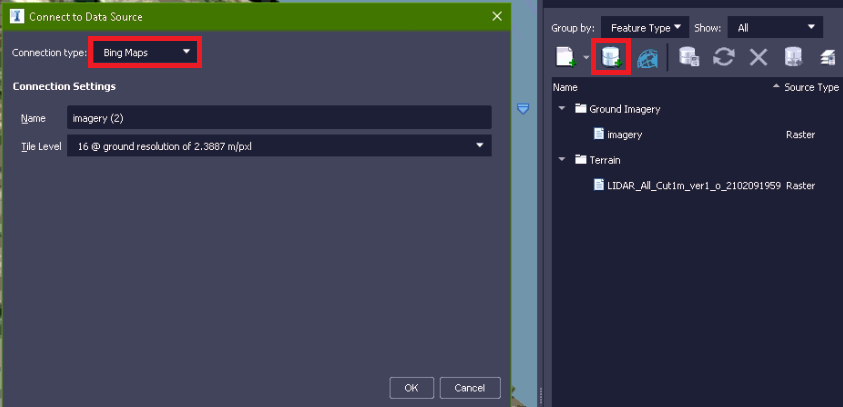 Connect to Data Source
Connection type: Bing Maps
Connection Settings
Name imagery (2)
Tile Level 16 @ ground resolution of 2.3887 m/pxl
OK Cancel
Group by: Feature Type Show: All
Name Source Type
Ground Imagery
imagery Raster
Terrain
LIDAR_All_Cut1m_ver1_o_2102091959 Raster